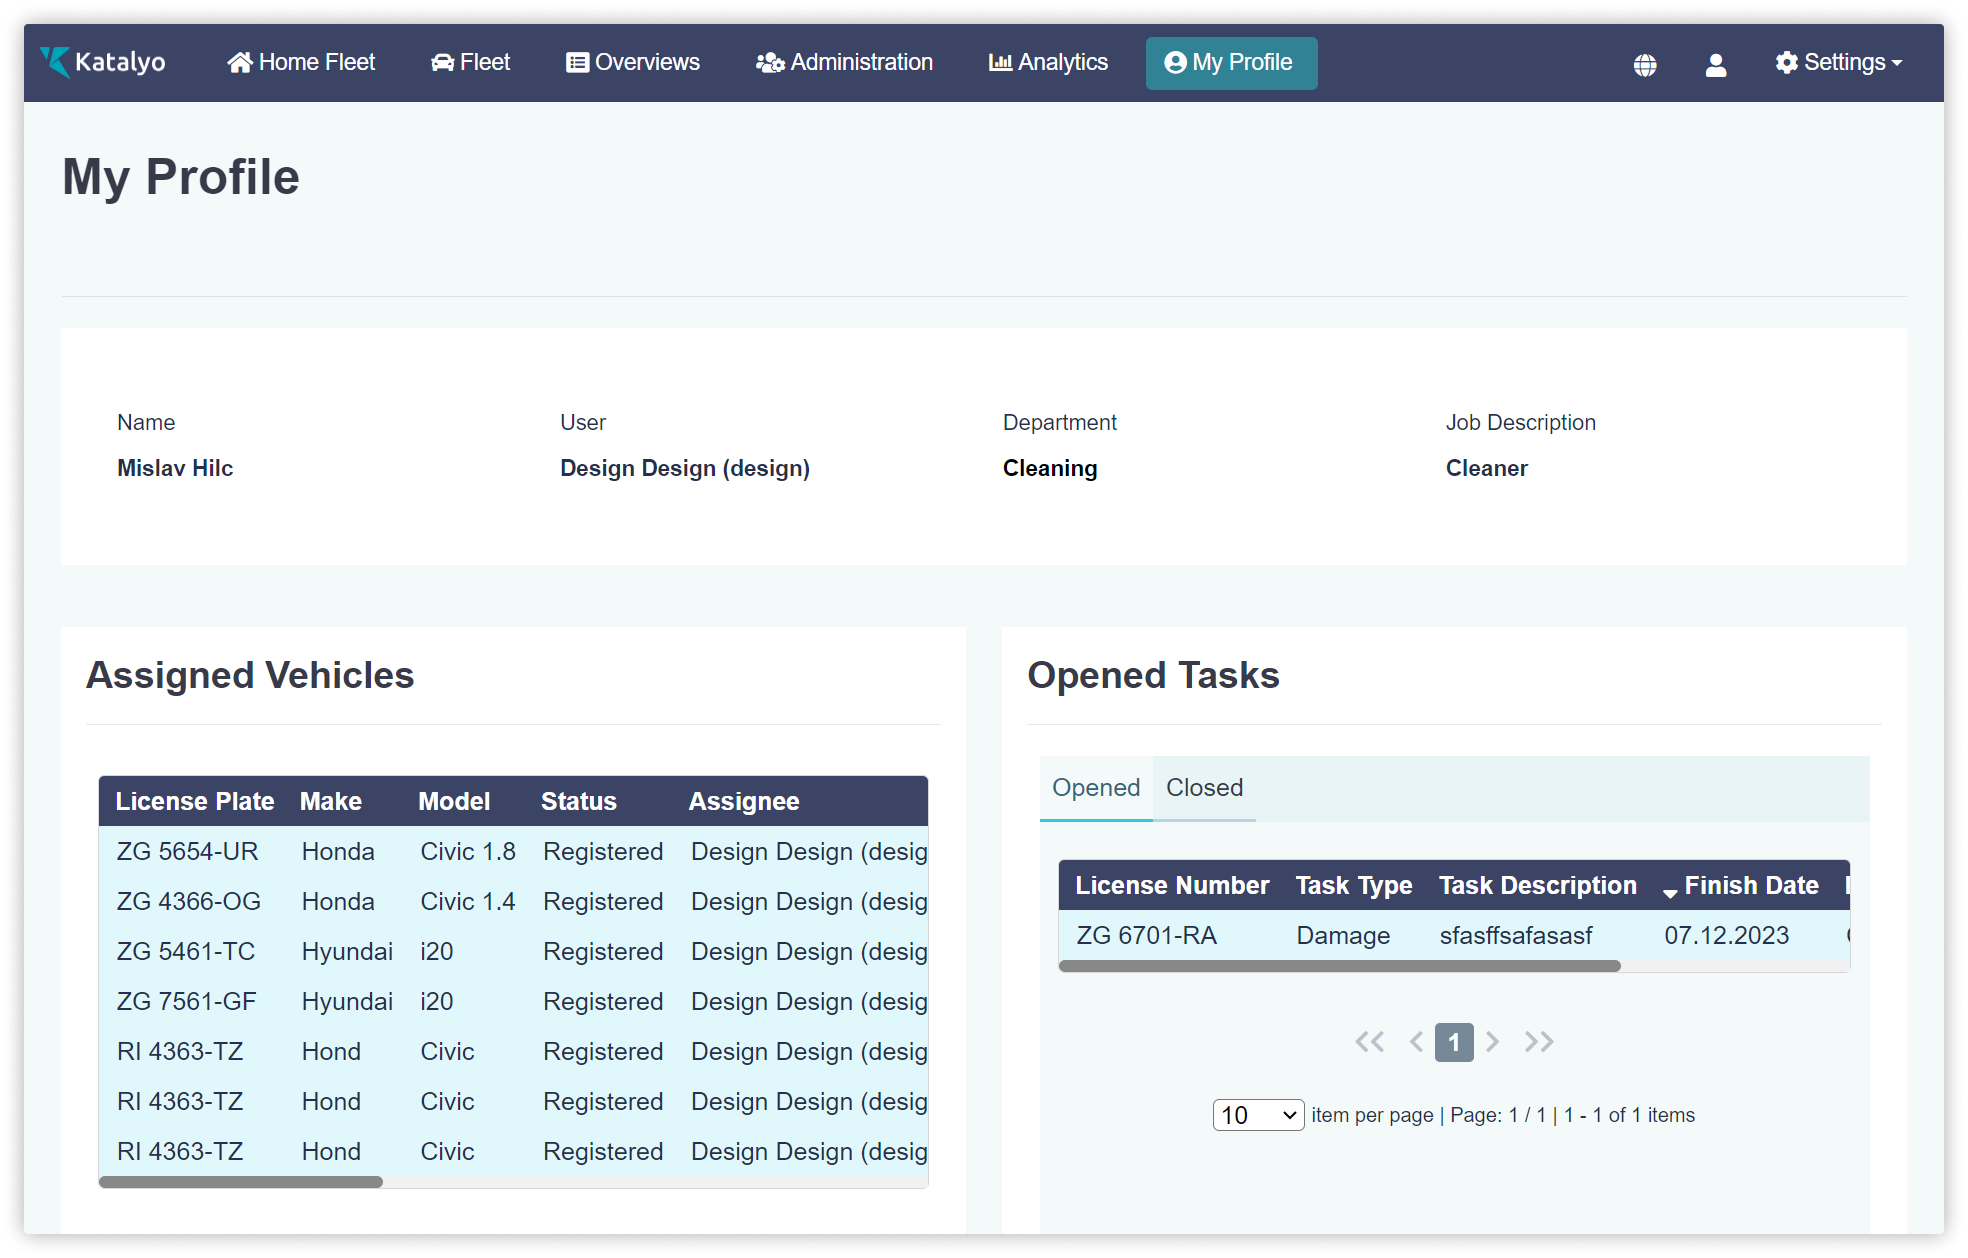 Katalyo Home Fleet Fleet Overviews Administration Analytics My Profile Settings
My Profile
Name User Department Job Description
Mislav Hilc Design Design (design) Cleaning Cleaner
Assigned Vehicles
License Plate Make Model Status Assignee
ZG 5654-UR Honda Civic 1.8 Registered Design Design (desig
ZG 4366-OG Honda Civic 1.4 Registered Design Design (desig
ZG 5461-TC Hyundai i20 Registered Design Design (desig
ZG 7561-GF Hyundai i20 Registered Design Design (desig
RI 4363-TZ Hond Civic Registered Design Design (desig
RI 4363-TZ Hond Civic Registered Design Design (desig
RI 4363-TZ Hond Civic Registered Design Design (desig
Opened Tasks
Opened Closed
License Number Task Type Task Description Finish Date
ZG 6701-RA Damage sfasffsafasasf 07.12.2023
<< < 1 > >>
10 item per page | Page: 1 / 1 | 1 - 1 of 1 items